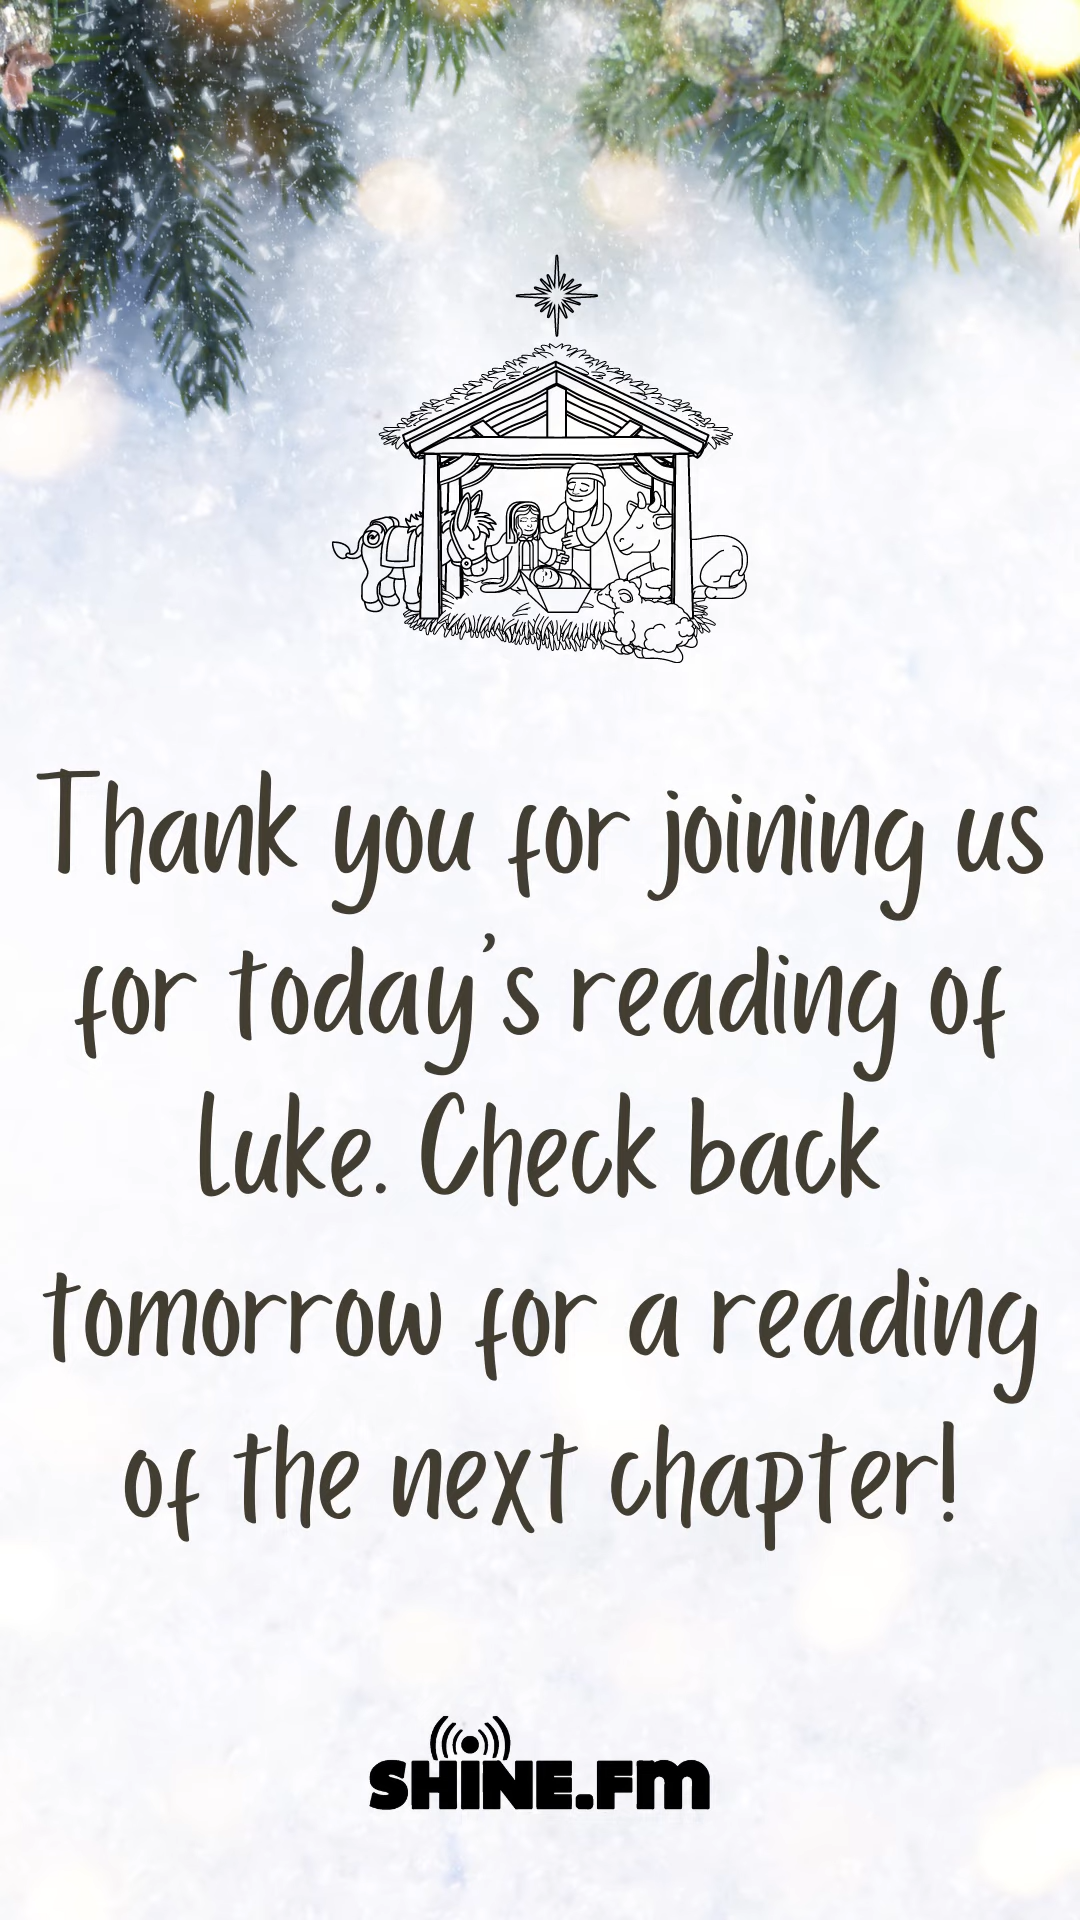 Thank you for joining us
for today's reading of
Luke. Check back
tomorrow for a reading
of the next chapter!
SHINE.FM